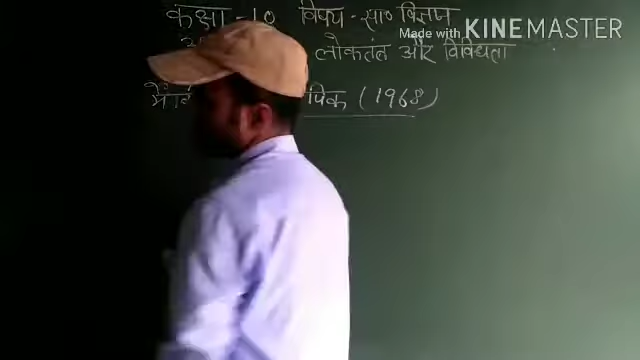 कक्षा - 10 विषय - सा० विज्ञान
Made with KINEMASTER
लोकतंत्र और विविधता
पिक (1968)